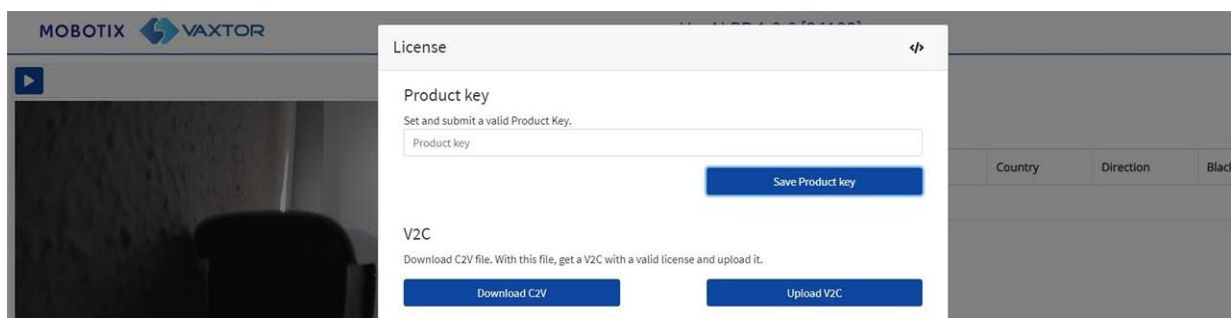 MOBOTIX VAXTOR
License
</>
Product key
Set and submit a valid Product Key.
Product key
Save Product key
Country Direction Black
V2C
Download C2V file. With this file, get a V2C with a valid license and upload it.
Download C2V Upload V2C